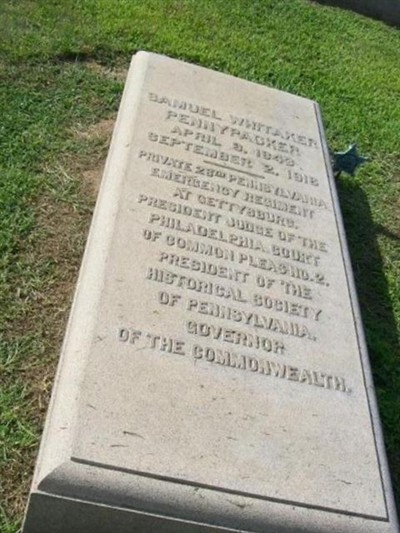 SAMUEL WHITAKER
PENNYPACKER
APRIL 9, 1843
SEPTEMBER 2, 1916
PRIVATE 26TH PENNSYLVANIA
EMERGENCY REGIMENT
AT GETTYSBURG.
PRESIDENT JUDGE OF THE
PHILADELPHIA COURT
OF COMMON PLEAS NO. 2.
PRESIDENT OF THE
HISTORICAL SOCIETY
OF PENNSYLVANIA.
GOVERNOR
OF THE COMMONWEALTH.